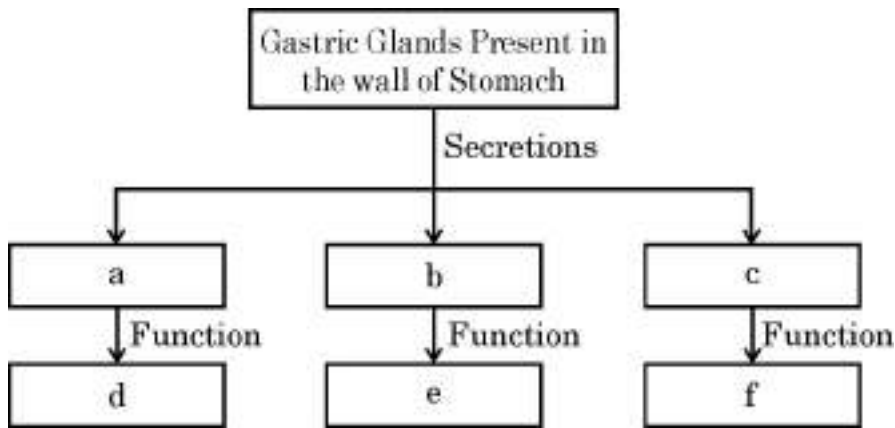 Gastric Glands Present in
the wall of Stomach
Secretions
a
b
c
Function
Function
Function
d
e
f